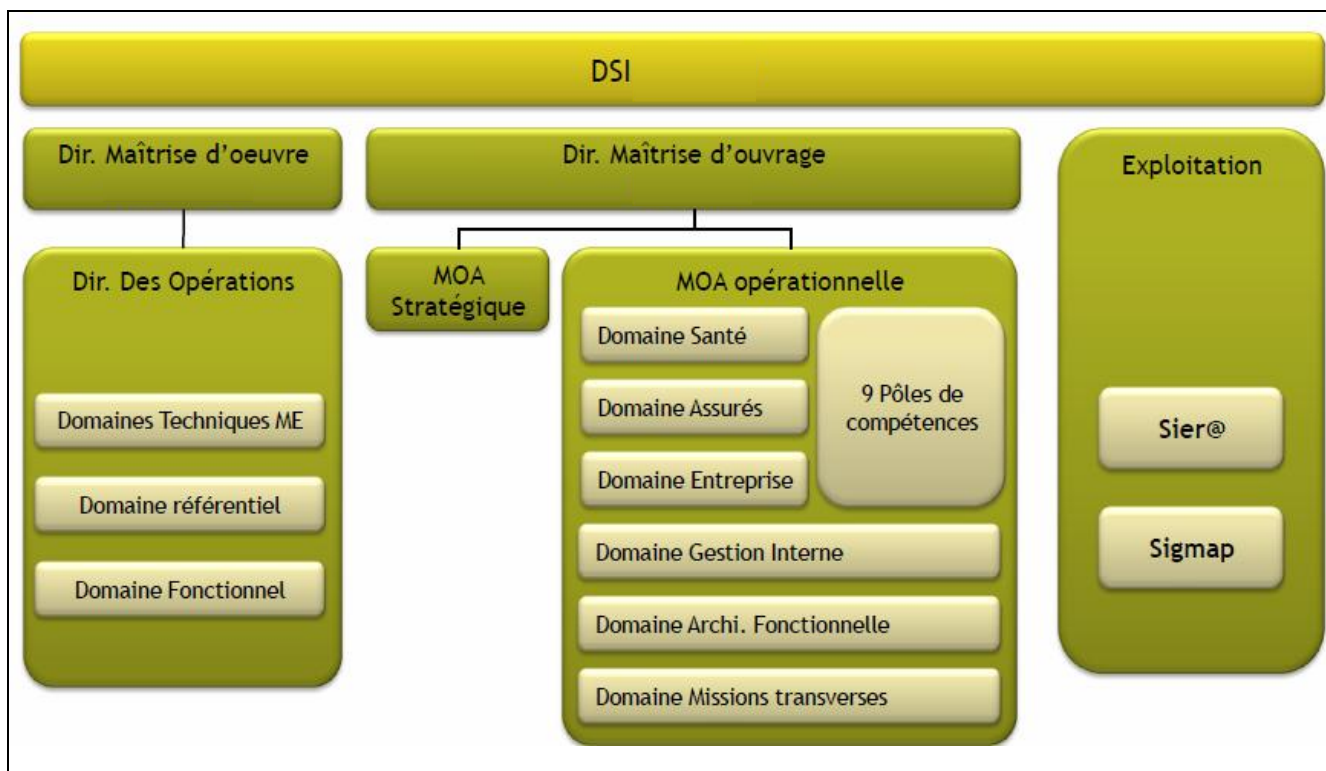 DSI
Dir. Maîtrise d'oeuvre
Dir. Des Opérations
Domaines Techniques ME
Domaine référentiel
Domaine Fonctionnel
Dir. Maîtrise d'ouvrage
MOA
Stratégique
MOA opérationnelle
Domaine Santé
Domaine Assurés
Domaine Entreprise
9 Pôles de
compétences
Domaine Gestion Interne
Domaine Archi. Fonctionnelle
Domaine Missions transverses
Exploitation
Sier@
Sigmap